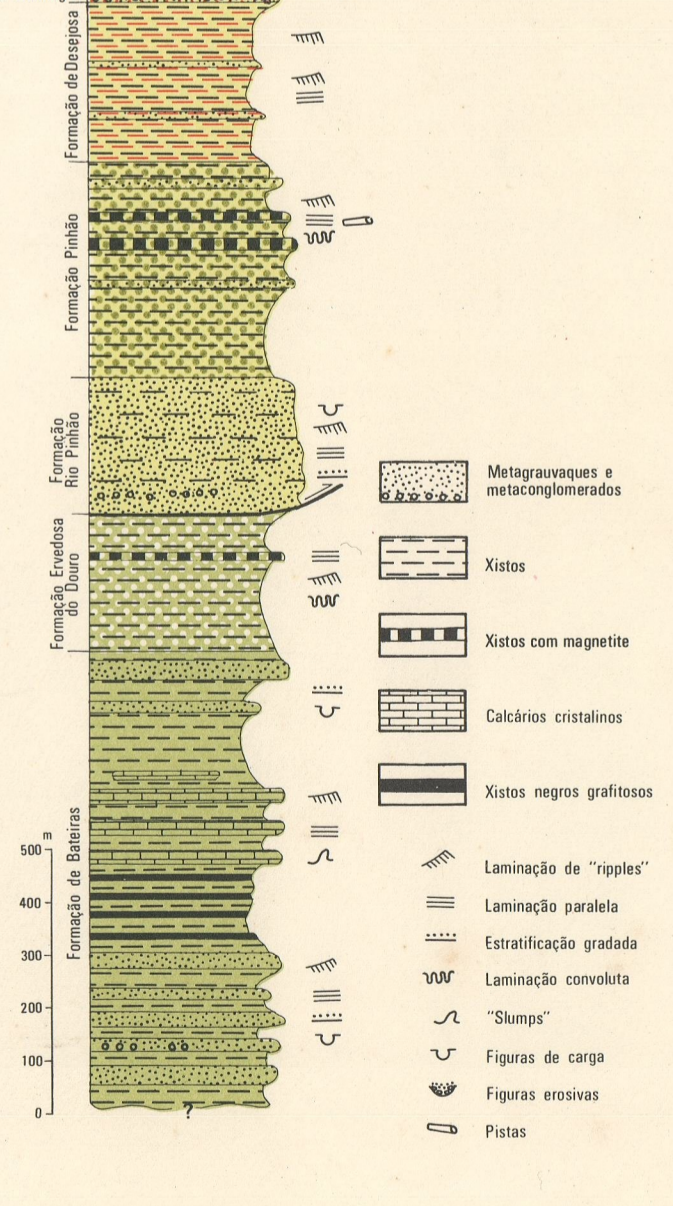 Formação de Desejosa
Formação Pinhão
Formação
Rio Pinhão
Formação Ervedosa
do Douro
Formação de Bateiras
m
500
400
300
200
100
0
?
Metagrauvaques e
metaconglomerados
Xistos
Xistos com magnetite
Calcários cristalinos
Xistos negros grafitosos
Laminação de "ripples"
Laminação paralela
Estratificação gradada
Laminação convoluta
"Slumps"
Figuras de carga
Figuras erosivas
Pistas